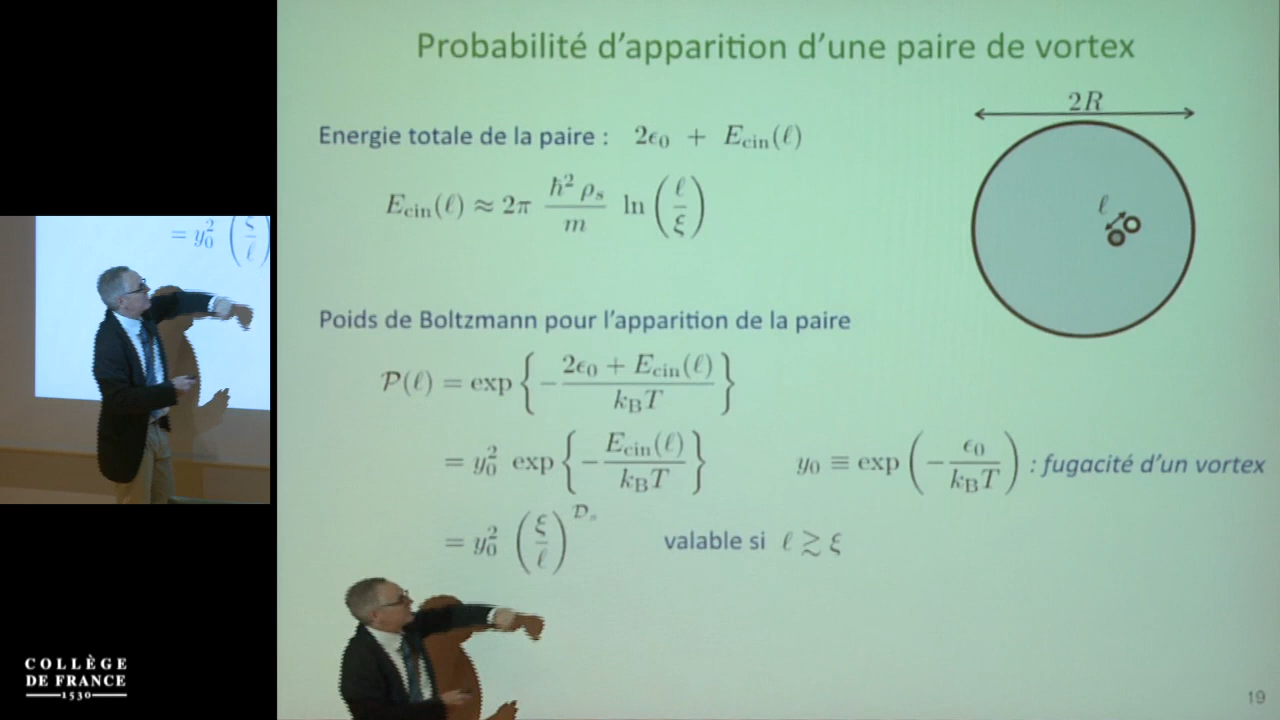 Probabilité d'apparition d'une paire de vortex
2R
Energie totale de la paire : 2ϵ₀ + E_cin(ℓ)
E_cin(ℓ) ≈ 2π ħ² ρ_s / m ln(ℓ/ξ)
ℓ
Poids de Boltzmann pour l'apparition de la paire
𝒫(ℓ) = exp{−(2ϵ₀ + E_cin(ℓ))/(k_B T)}
= y₀² exp{−E_cin(ℓ)/(k_B T)} y₀ ≡ exp(−ϵ₀/(k_B T)) : fugacité d'un vortex
= y₀² (ξ/ℓ)^𝒟_s valable si ℓ ≳ ξ
= y₀² (ξ/ℓ)
COLLÈGE
DE FRANCE
1530
19